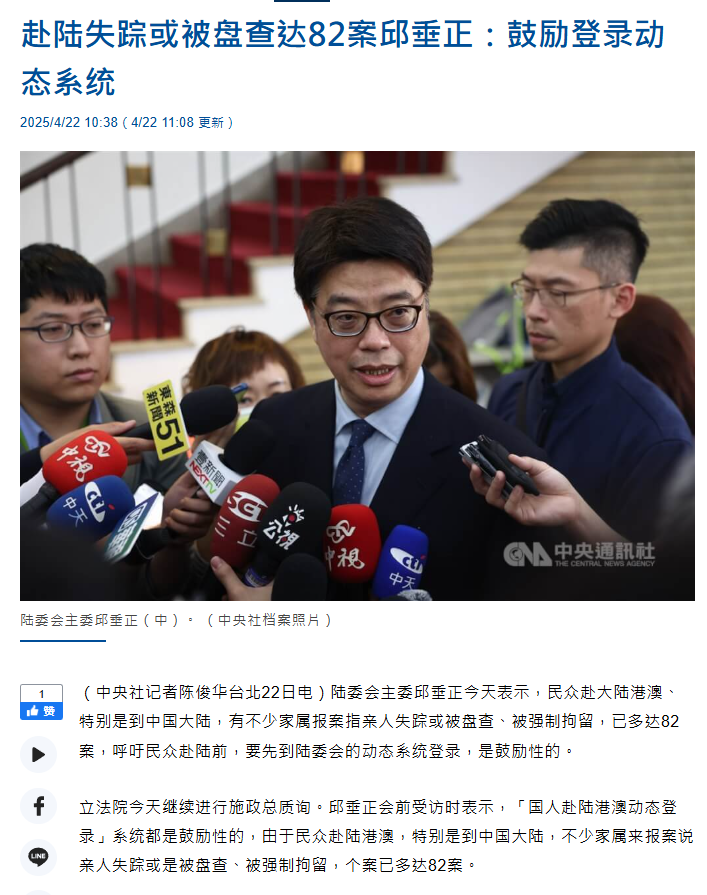 赴陆失踪或被盘查达82案邱垂正：鼓励登录动
态系统
2025/4/22 10:38（4/22 11:08 更新）
東森
新聞
51
中視
中天
壹新聞
NEXTTV
三立
公視
中視
CTi
中天
CNA 中央通訊社
THE CENTRAL NEWS AGENCY
陆委会主委邱垂正（中）。（中央社档案照片）
1
赞
（中央社记者陈俊华台北22日电）陆委会主委邱垂正今天表示，民众赴大陆港澳、
特别是到中国大陆，有不少家属报案指亲人失踪或被盘查、被强制拘留，已多达82
案，呼吁民众赴陆前，要先到陆委会的动态系统登录，是鼓励性的。
立法院今天继续进行施政总质询。邱垂正会前受访时表示，「国人赴陆港澳动态登
录」系统都是鼓励性的，由于民众赴陆港澳，特别是到中国大陆，不少家属来报案说
亲人失踪或是被盘查、被强制拘留，个案已多达82案。
LINE